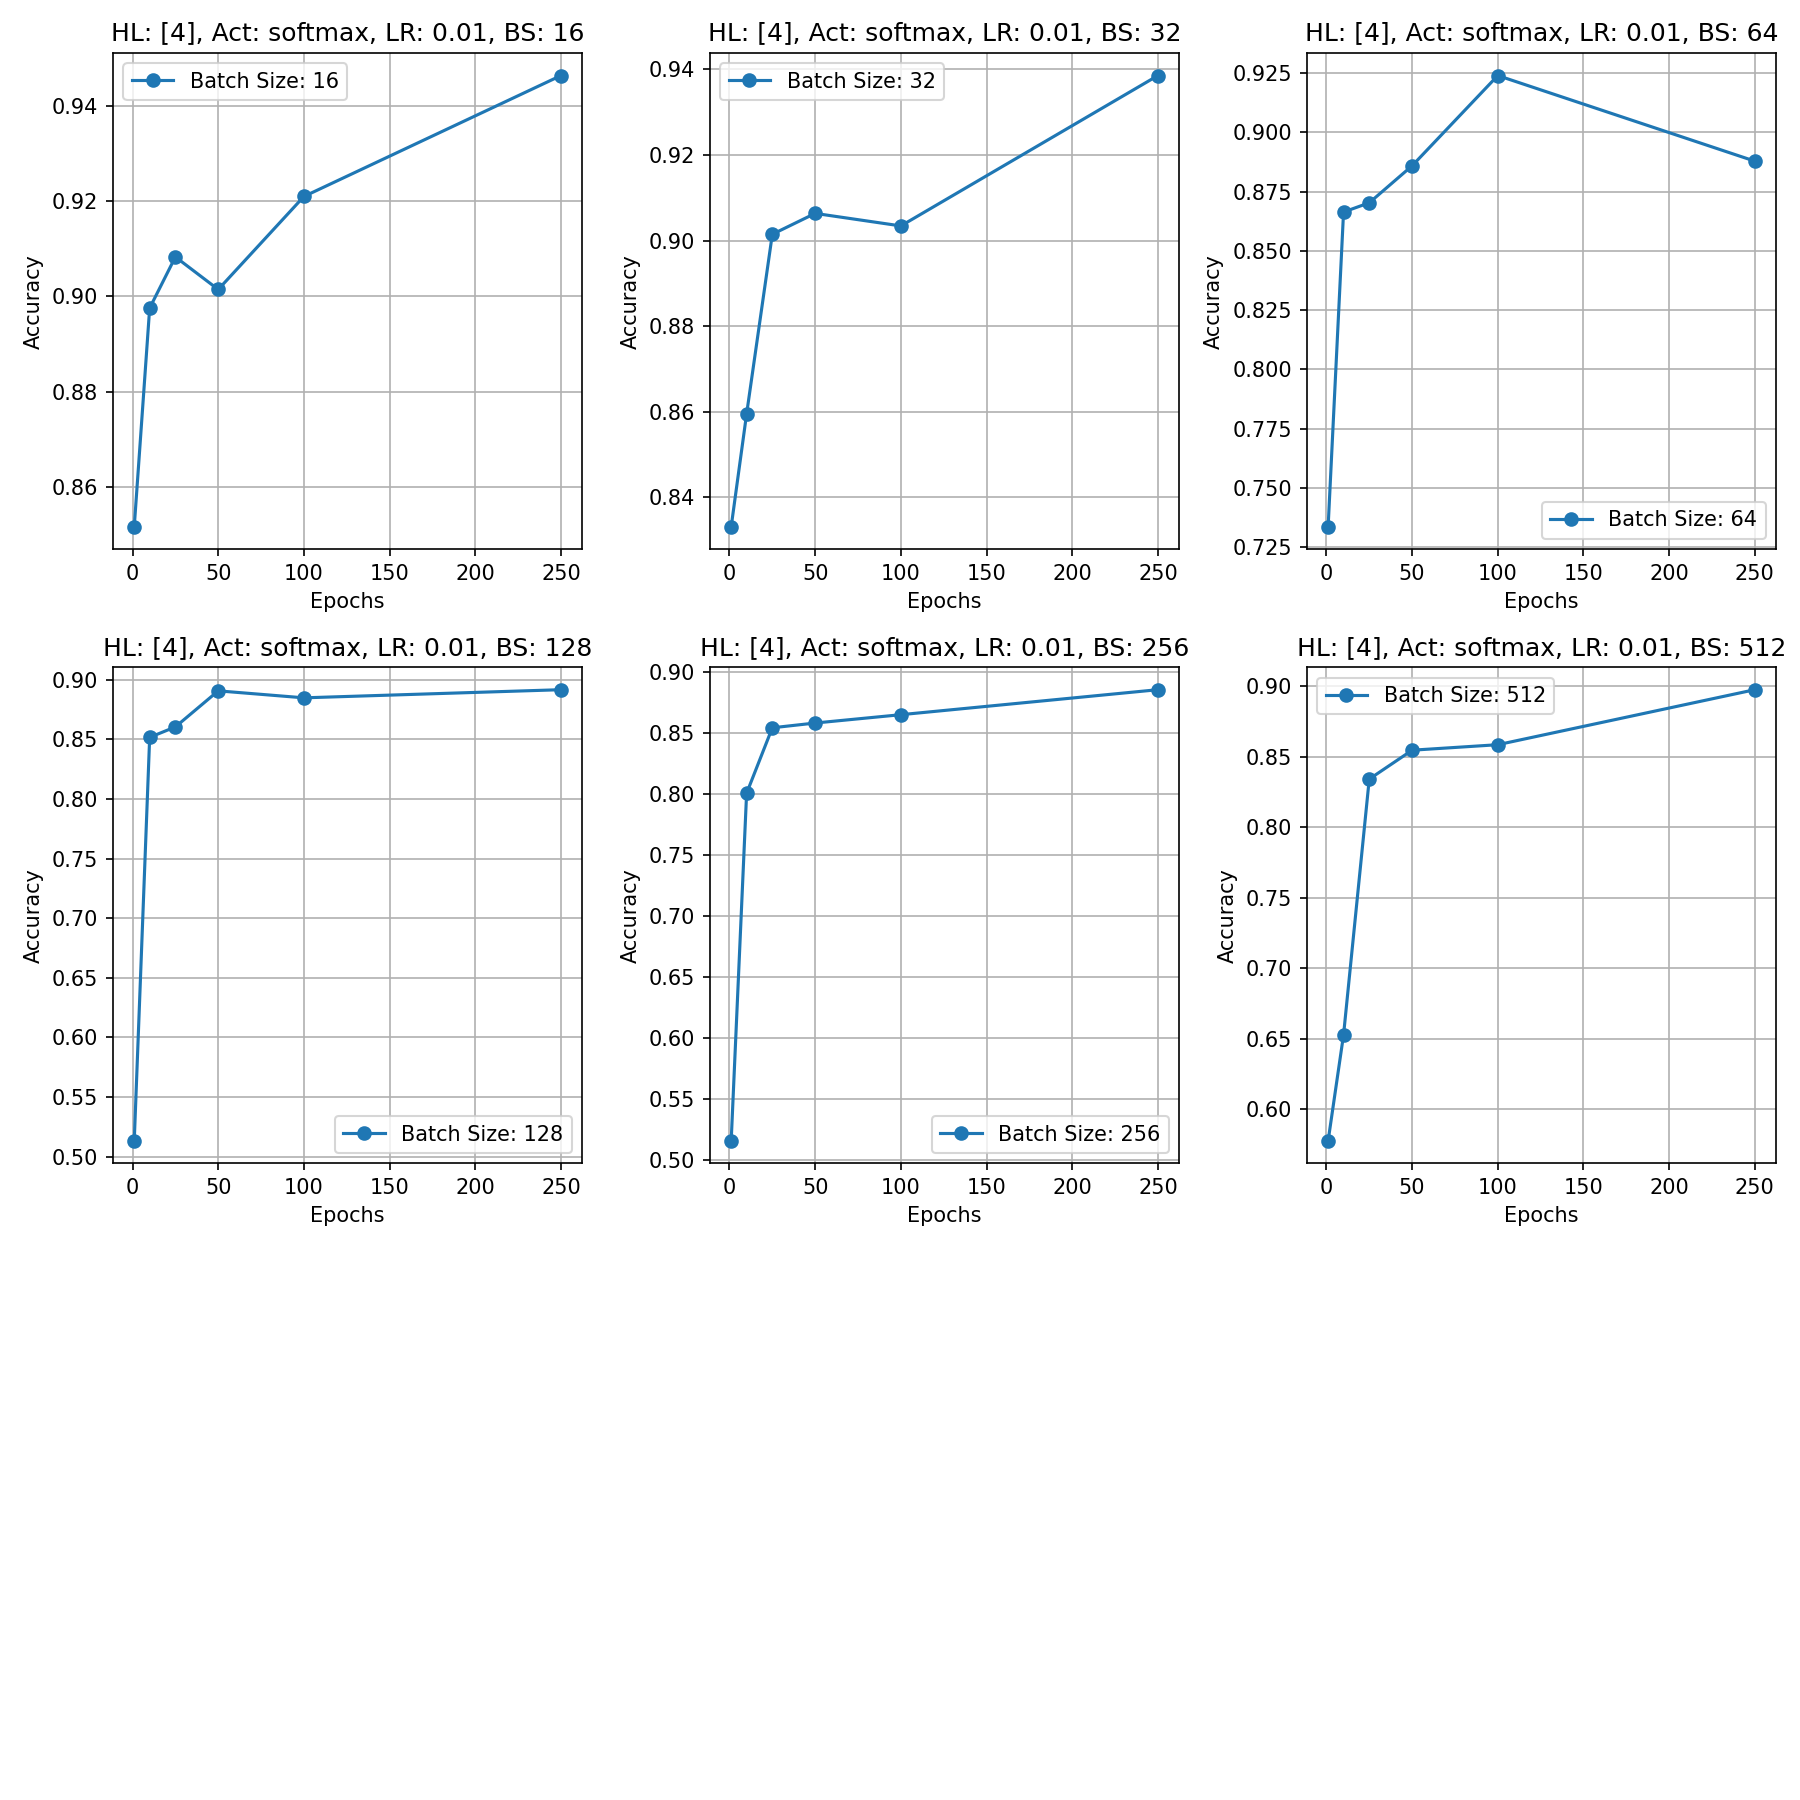 HL: [4], Act: softmax, LR: 0.01, BS: 16
Batch Size: 16
0.94
0.92
0.90
0.88
0.86
Accuracy
0 50 100 150 200 250
Epochs
HL: [4], Act: softmax, LR: 0.01, BS: 32
Batch Size: 32
0.94
0.92
0.90
0.88
0.86
0.84
Accuracy
0 50 100 150 200 250
Epochs
HL: [4], Act: softmax, LR: 0.01, BS: 64
0.925
0.900
0.875
0.850
0.825
0.800
0.775
0.750
0.725
Accuracy
Batch Size: 64
0 50 100 150 200 250
Epochs
HL: [4], Act: softmax, LR: 0.01, BS: 128
0.90
0.85
0.80
0.75
0.70
0.65
0.60
0.55
0.50
Accuracy
Batch Size: 128
0 50 100 150 200 250
Epochs
HL: [4], Act: softmax, LR: 0.01, BS: 256
0.90
0.85
0.80
0.75
0.70
0.65
0.60
0.55
0.50
Accuracy
Batch Size: 256
0 50 100 150 200 250
Epochs
HL: [4], Act: softmax, LR: 0.01, BS: 512
Batch Size: 512
0.90
0.85
0.80
0.75
0.70
0.65
0.60
Accuracy
0 50 100 150 200 250
Epochs